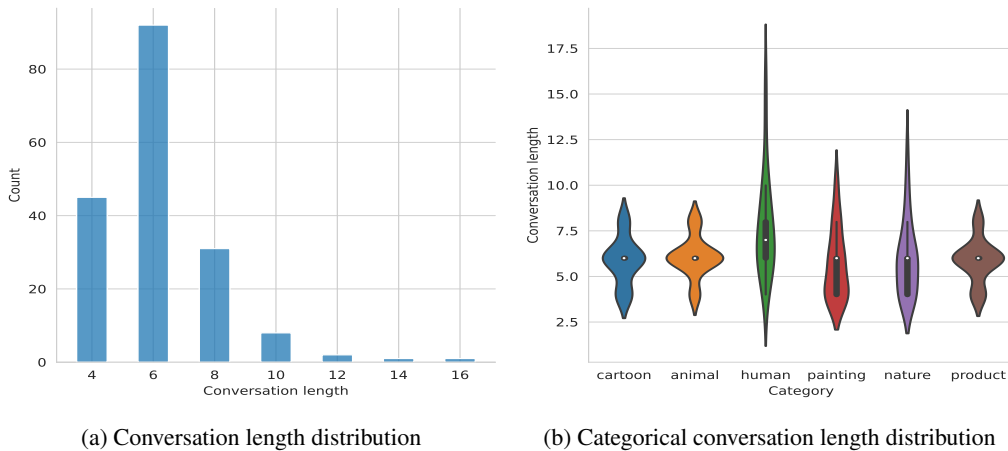 80
60
40
20
0
Count
4 6 8 10 12 14 16
Conversation length
(a) Conversation length distribution
17.5
15.0
12.5
10.0
7.5
5.0
2.5
Conversation length
cartoon animal human painting nature product
Category
(b) Categorical conversation length distribution